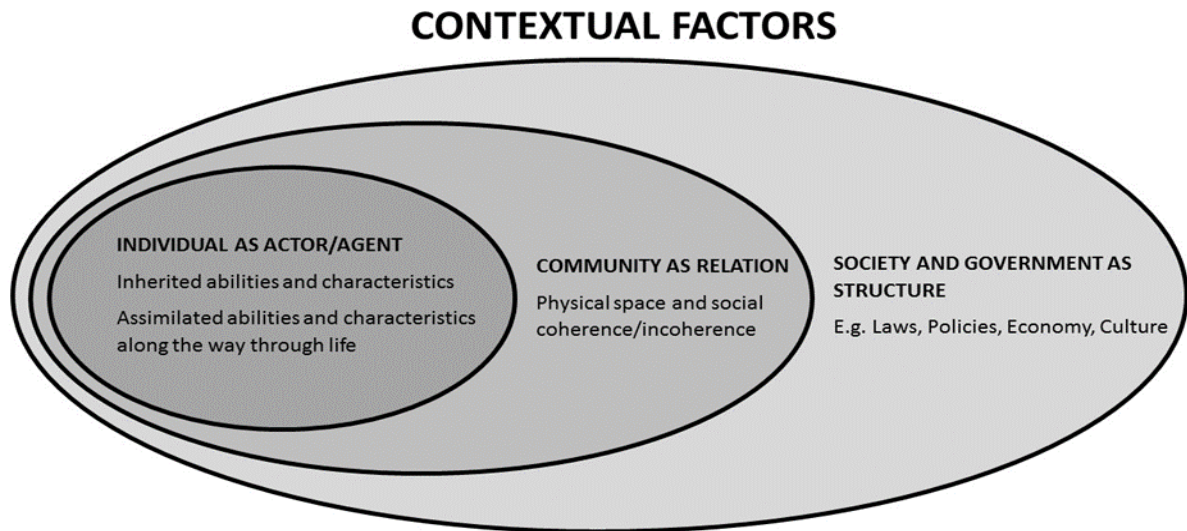 CONTEXTUAL FACTORS
INDIVIDUAL AS ACTOR/AGENT
Inherited abilities and characteristics
Assimilated abilities and characteristics
along the way through life
COMMUNITY AS RELATION
Physical space and social
coherence/incoherence
SOCIETY AND GOVERNMENT AS
STRUCTURE
E.g. Laws, Policies, Economy, Culture